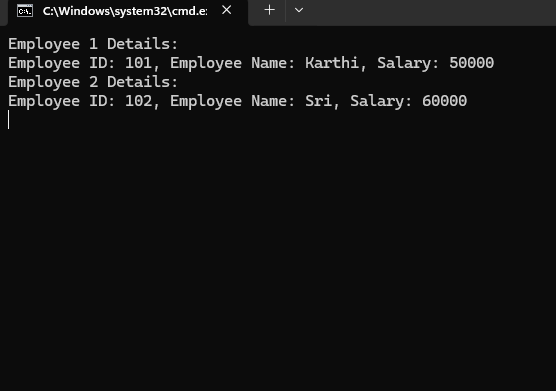 C:\Windows\system32\cmd.e
Employee 1 Details:
Employee ID: 101, Employee Name: Karthi, Salary: 50000
Employee 2 Details:
Employee ID: 102, Employee Name: Sri, Salary: 60000